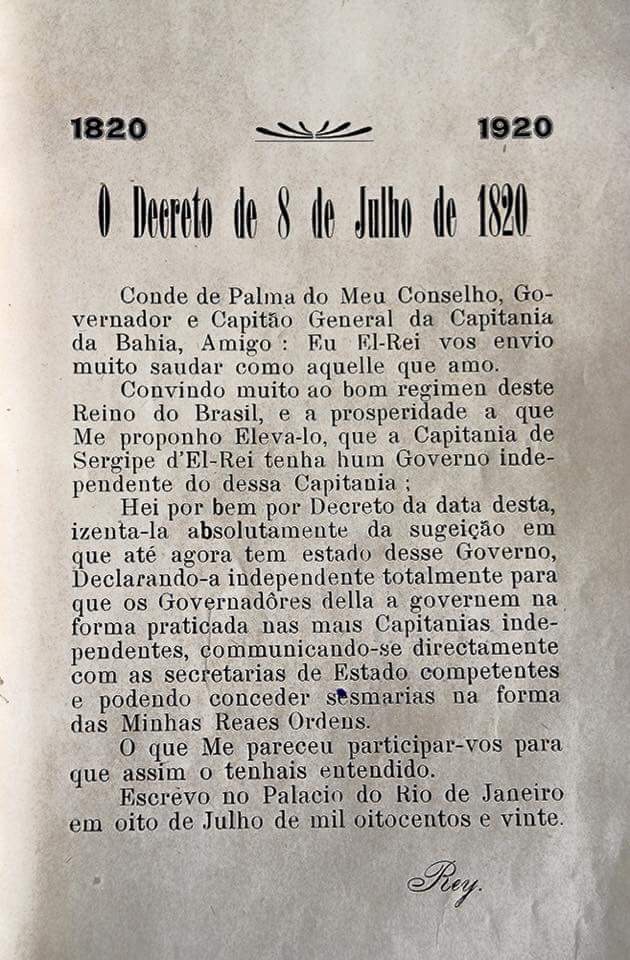 1820 1920
O Decreto de 8 de Julho de 1820
Conde de Palma do Meu Conselho, Go-
vernador e Capitão General da Capitania
da Bahia, Amigo : Eu El-Rei vos envio
muito saudar como aquelle que amo.
Convindo muito ao bom regimen deste
Reino do Brasil, e a prosperidade a que
Me proponho Eleva-lo, que a Capitania de
Sergipe d'El-Rei tenha hum Governo inde-
pendente do dessa Capitania ;
Hei por bem por Decreto da data desta,
izenta-la absolutamente da sugeição em
que até agora tem estado desse Governo,
Declarando-a independente totalmente para
que os Governadôres della a governem na
forma praticada nas mais Capitanias inde-
pendentes, communicando-se directamente
com as secretarias de Estado competentes
e podendo conceder sesmarias na forma
das Minhas Reaes Ordens.
O que Me pareceu participar-vos para
que assim o tenhais entendido.
Escrevo no Palacio do Rio de Janeiro
em oito de Julho de mil oitocentos e vinte.
Rey.